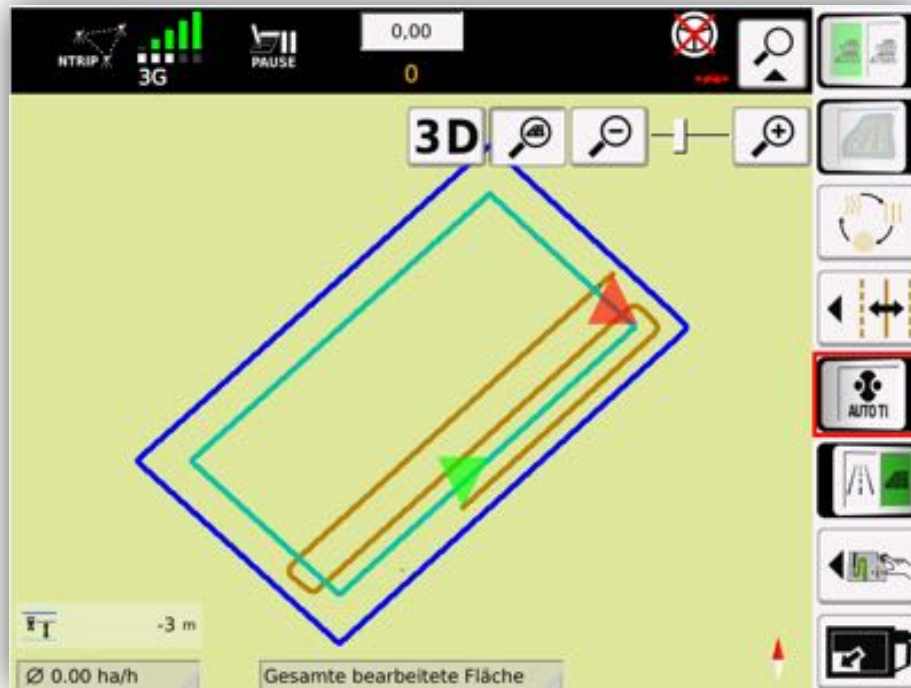 NTRIP
3G
PAUSE
0,00
0
3D
AUTO TI
-3 m
Ø 0.00 ha/h
Gesamte bearbeitete Fläche